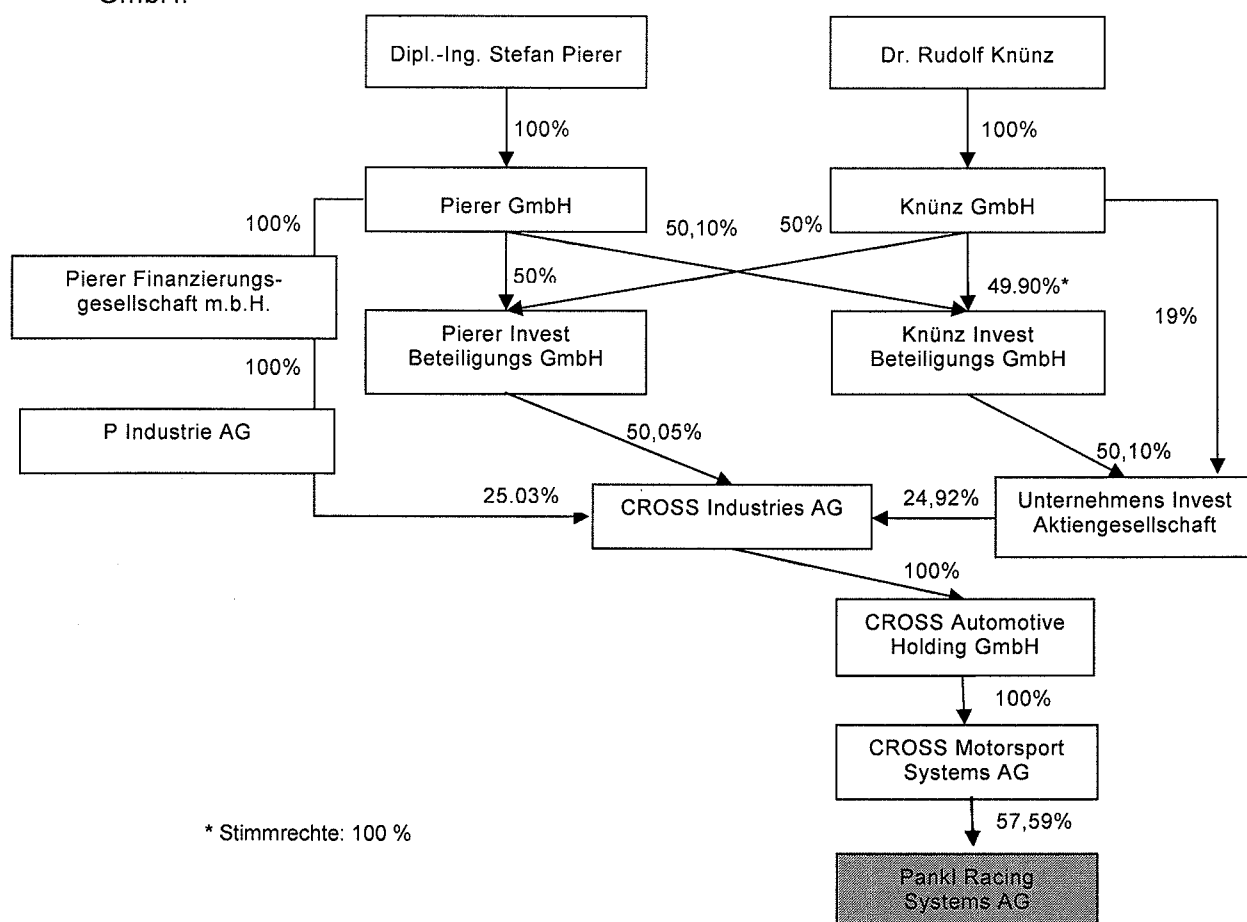 Dipl.-Ing. Stefan Pierer
Dr. Rudolf Knünz
100%
100%
Pierer GmbH
Knünz GmbH
100%
50,10%
50%
Pierer Finanzierungs-
gesellschaft m.b.H.
50%
49.90%*
19%
Pierer Invest
Beteiligungs GmbH
Knünz Invest
Beteiligungs GmbH
100%
P Industrie AG
50,05%
50,10%
25.03%
CROSS Industries AG
24,92%
Unternehmens Invest
Aktiengesellschaft
100%
CROSS Automotive
Holding GmbH
100%
CROSS Motorsport
Systems AG
57,59%
* Stimmrechte: 100 %
Pankl Racing
Systems AG